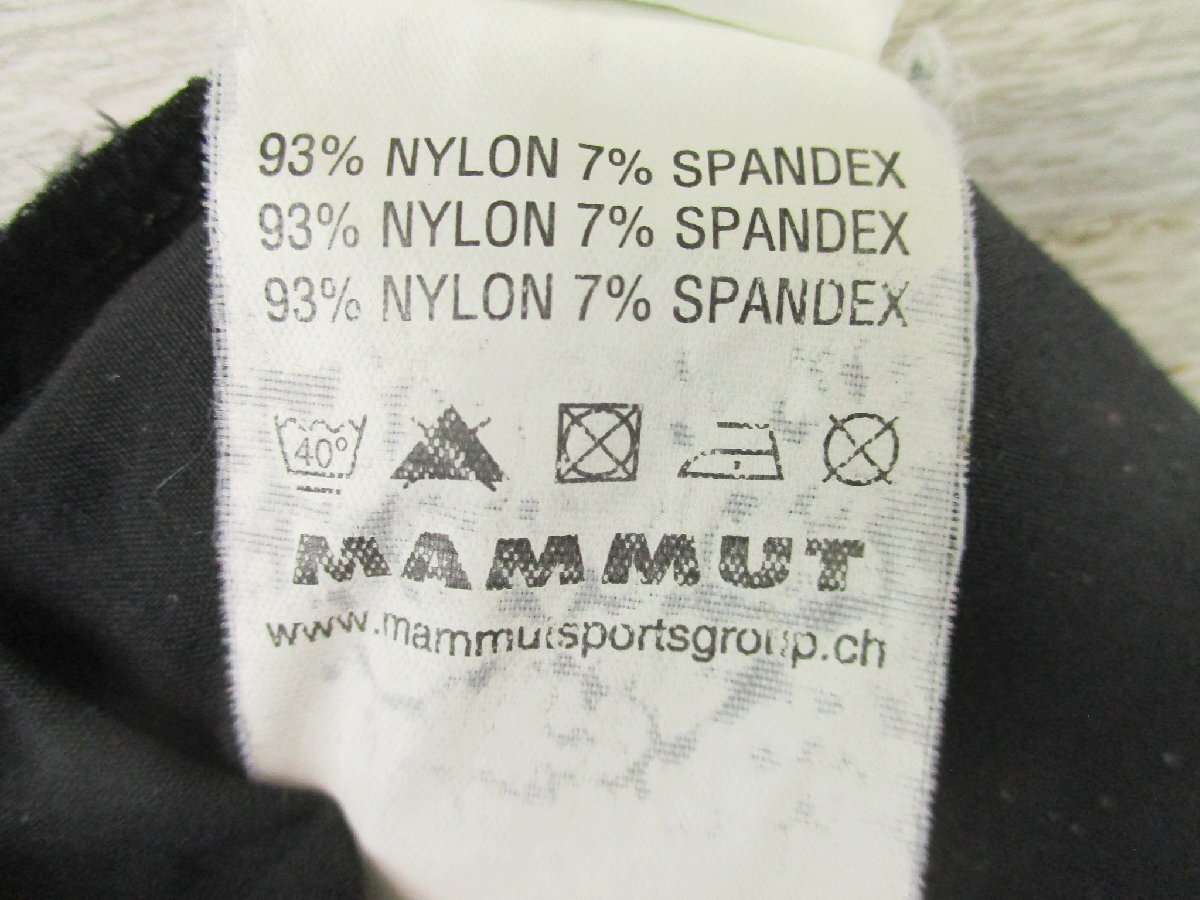 93% NYLON 7% SPANDEX
93% NYLON 7% SPANDEX
93% NYLON 7% SPANDEX
40°
MAMMUT
www.mammutsportsgroup.ch